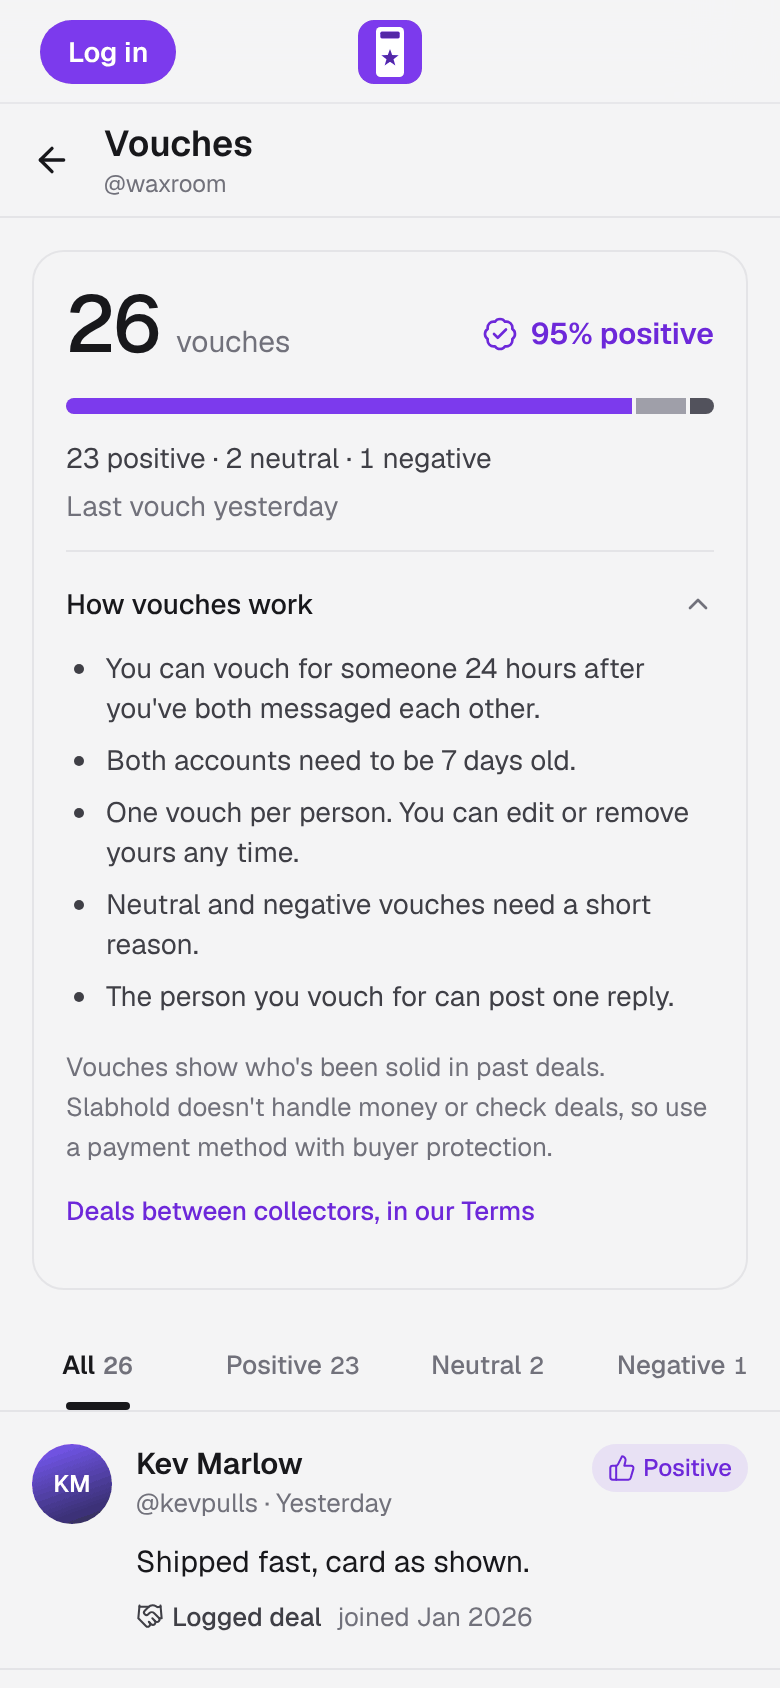 Log in
Vouches
@waxroom
26 vouches
95% positive
23 positive · 2 neutral · 1 negative
Last vouch yesterday
How vouches work
• You can vouch for someone 24 hours after
you've both messaged each other.
• Both accounts need to be 7 days old.
• One vouch per person. You can edit or remove
yours any time.
• Neutral and negative vouches need a short
reason.
• The person you vouch for can post one reply.
Vouches show who's been solid in past deals.
Slabhold doesn't handle money or check deals, so use
a payment method with buyer protection.
Deals between collectors, in our Terms
All 26 Positive 23 Neutral 2 Negative 1
KM
Kev Marlow
Positive
@kevpulls · Yesterday
Shipped fast, card as shown.
Logged deal joined Jan 2026